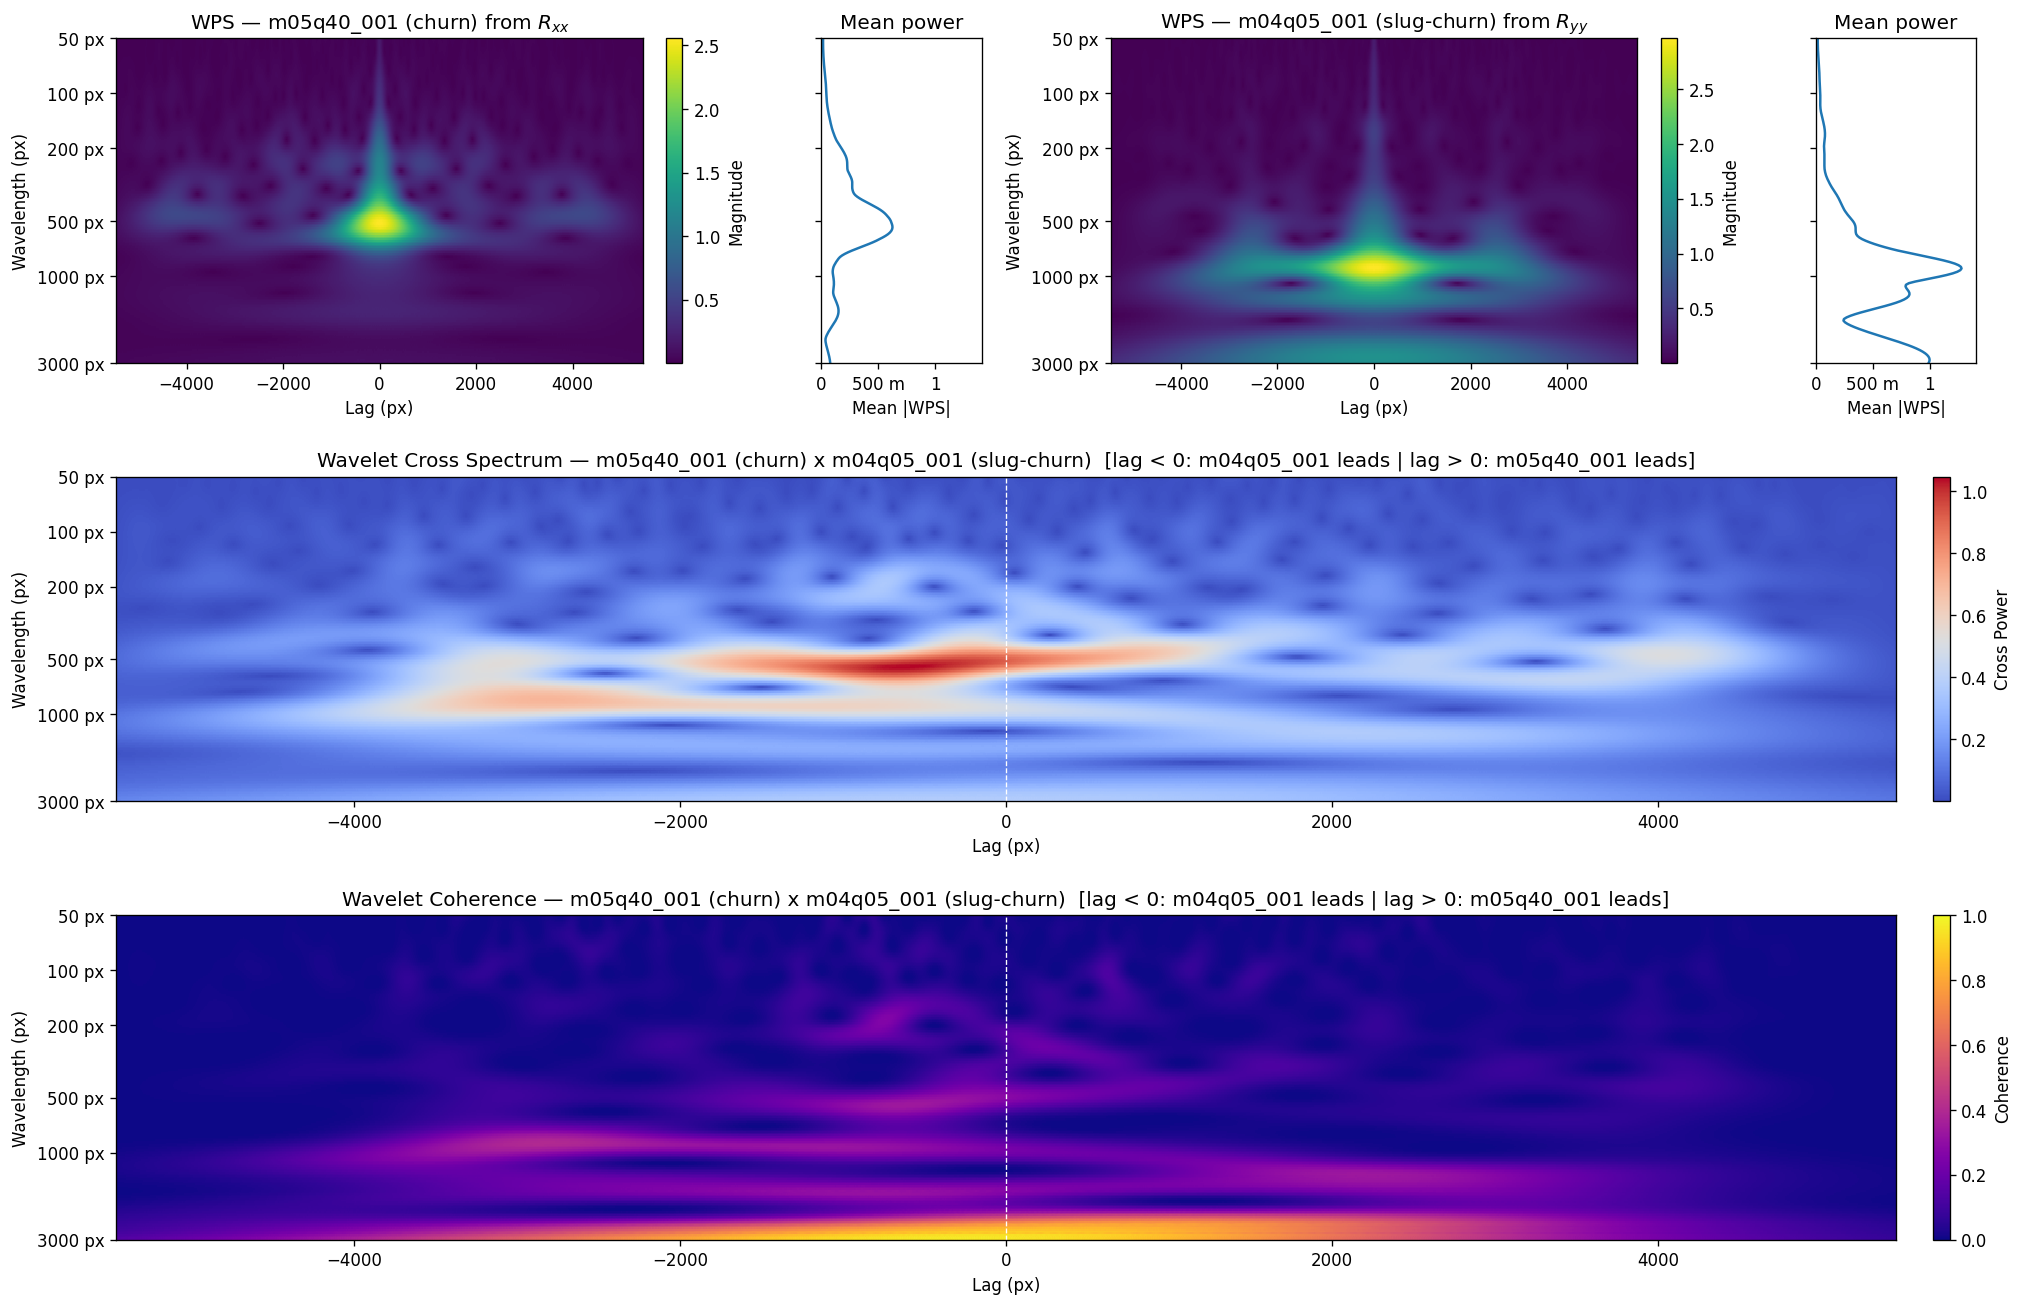 WPS — m05q40_001 (churn) from Rxx
Mean power
WPS — m04q05_001 (slug-churn) from Ryy
Mean power
Wavelength (px)
50 px
100 px
200 px
500 px
1000 px
3000 px
−4000 −2000 0 2000 4000
Lag (px)
2.5
2.0
1.5
1.0
0.5
Magnitude
0 500 m 1
Mean |WPS|
Wavelength (px)
50 px
100 px
200 px
500 px
1000 px
3000 px
−4000 −2000 0 2000 4000
Lag (px)
2.5
2.0
1.5
1.0
0.5
Magnitude
0 500 m 1
Mean |WPS|
Wavelet Cross Spectrum — m05q40_001 (churn) x m04q05_001 (slug-churn) [lag < 0: m04q05_001 leads | lag > 0: m05q40_001 leads]
Wavelength (px)
50 px
100 px
200 px
500 px
1000 px
3000 px
−4000 −2000 0 2000 4000
Lag (px)
1.0
0.8
0.6
0.4
0.2
Cross Power
Wavelet Coherence — m05q40_001 (churn) x m04q05_001 (slug-churn) [lag < 0: m04q05_001 leads | lag > 0: m05q40_001 leads]
Wavelength (px)
50 px
100 px
200 px
500 px
1000 px
3000 px
−4000 −2000 0 2000 4000
Lag (px)
1.0
0.8
0.6
0.4
0.2
0.0
Coherence